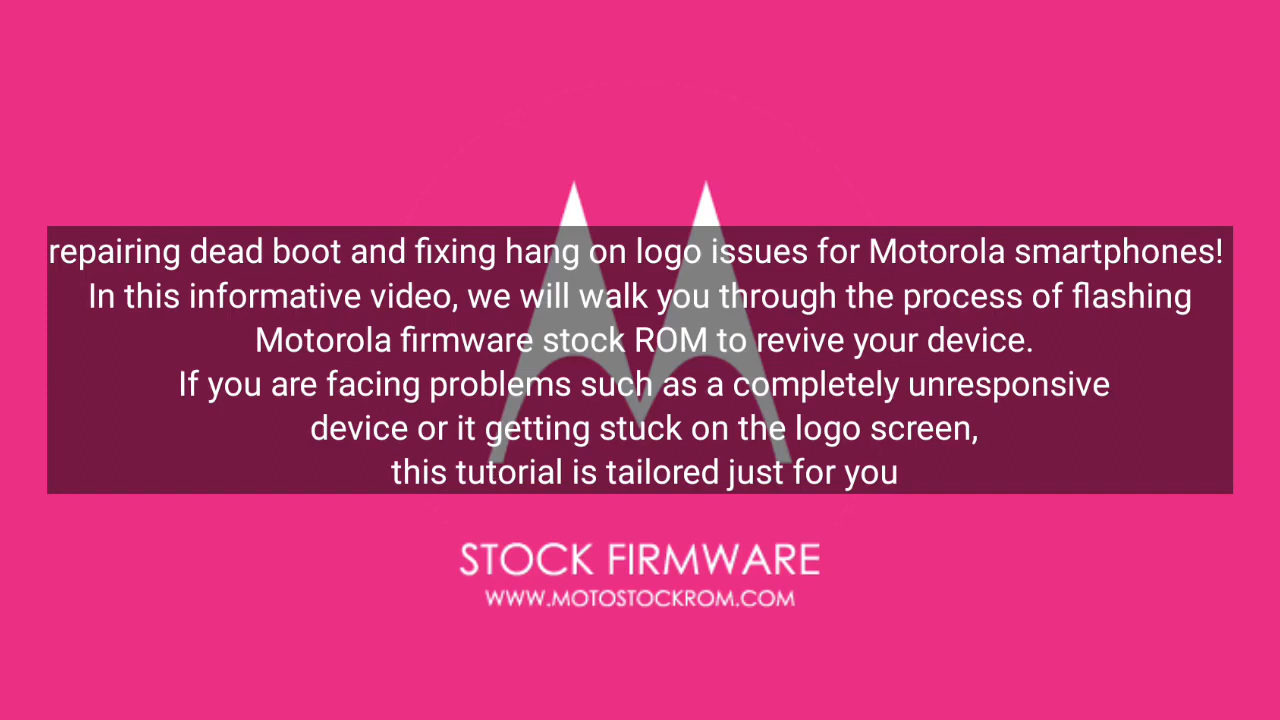 repairing dead boot and fixing hang on logo issues for Motorola smartphones!
In this informative video, we will walk you through the process of flashing
Motorola firmware stock ROM to revive your device.
If you are facing problems such as a completely unresponsive
device or it getting stuck on the logo screen,
this tutorial is tailored just for you
STOCK FIRMWARE
WWW.MOTOSTOCKROM.COM